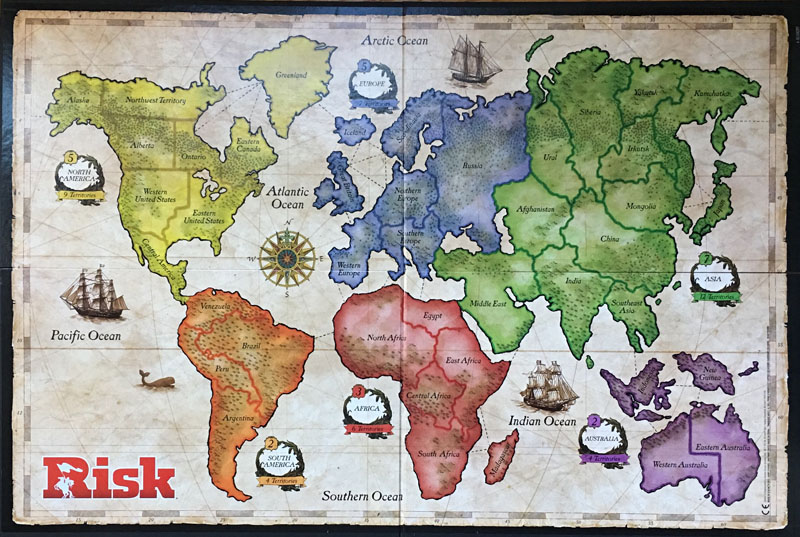 Arctic Ocean
Greenland
5
EUROPE
7 Territories
Alaska
Northwest Territory
Yakutsk
Kamchatka
Siberia
Iceland
Alberta
Ontario
Eastern
Canada
Russia
Ural
Irkutsk
5
NORTH
AMERICA
9 Territories
Great Britain
Western
United States
Eastern
United States
Atlantic
Ocean
Northern
Europe
Southern
Europe
Western
Europe
Afghanistan
Mongolia
China
N
W
E
S
Central America
7
ASIA
12 Territories
Middle East
India
Southeast
Asia
Venezuela
Pacific Ocean
Brazil
Peru
Argentina
Egypt
North Africa
East Africa
Central Africa
South Africa
Madagascar
3
AFRICA
6 Territories
Indian Ocean
Indonesia
New
Guinea
2
AUSTRALIA
4 Territories
Western Australia
Eastern Australia
2
SOUTH
AMERICA
4 Territories
Risk
Southern Ocean
CE